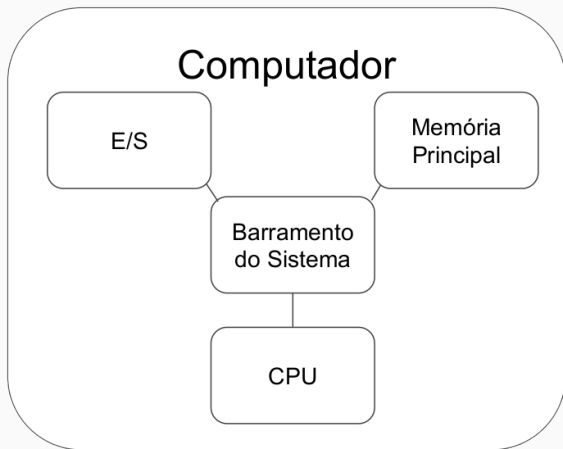 Computador
E/S
Memória
Principal
Barramento
do Sistema
CPU